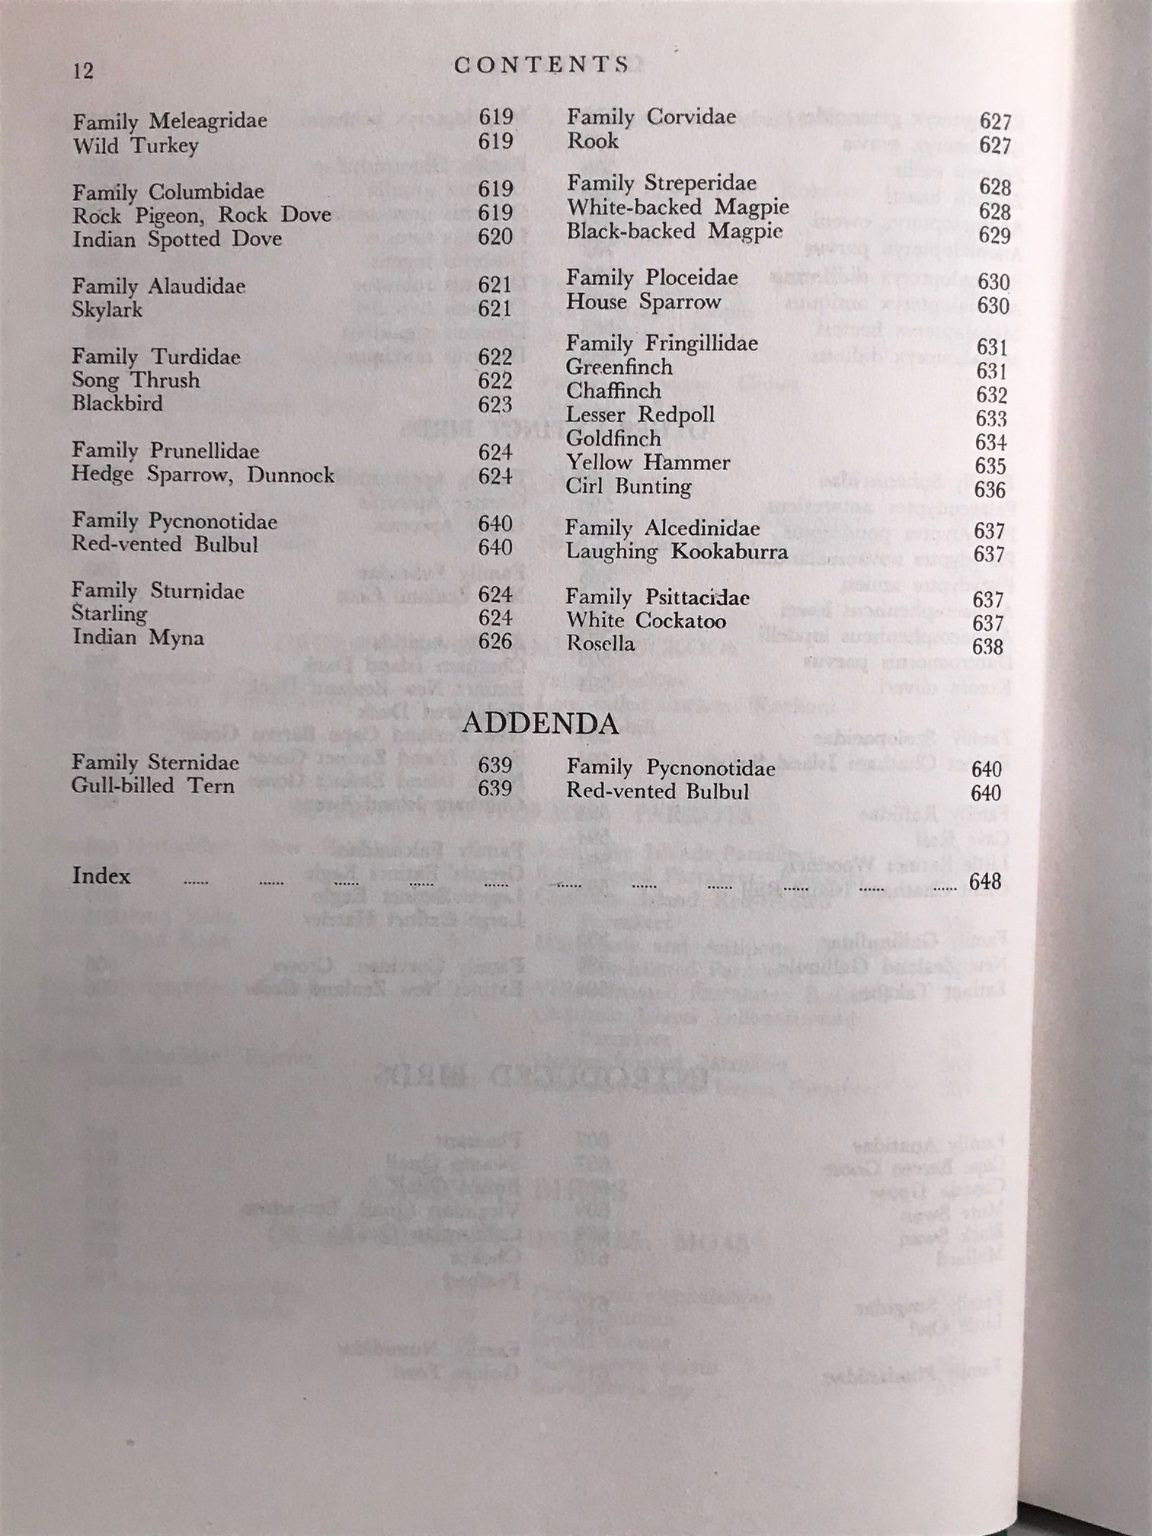 12
CONTENTS
Family Meleagridae 619
Wild Turkey 619
Family Columbidae 619
Rock Pigeon, Rock Dove 619
Indian Spotted Dove 620
Family Alaudidae 621
Skylark 621
Family Turdidae 622
Song Thrush 622
Blackbird 623
Family Prunellidae 624
Hedge Sparrow, Dunnock 624
Family Pycnonotidae 640
Red-vented Bulbul 640
Family Sturnidae 624
Starling 624
Indian Myna 626
Family Corvidae 627
Rook 627
Family Streperidae 628
White-backed Magpie 628
Black-backed Magpie 629
Family Ploceidae 630
House Sparrow 630
Family Fringillidae 631
Greenfinch 631
Chaffinch 632
Lesser Redpoll 633
Goldfinch 634
Yellow Hammer 635
Cirl Bunting 636
Family Alcedinidae 637
Laughing Kookaburra 637
Family Psittacidae 637
White Cockatoo 637
Rosella 638
ADDENDA
Family Sternidae 639
Gull-billed Tern 639
Family Pycnonotidae 640
Red-vented Bulbul 640
Index ...... ...... ...... ...... ...... ...... ...... ...... ...... ...... ...... 648